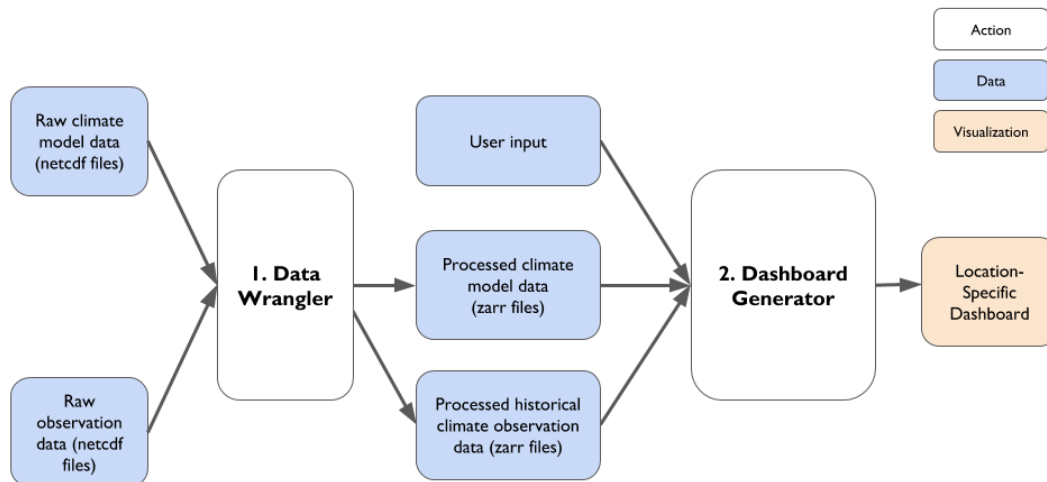 Action
Data
Visualization
Raw climate
model data
(netcdf files)
Raw
observation
data (netcdf
files)
1. Data
Wrangler
User input
Processed climate
model data
(zarr files)
Processed historical
climate observation
data (zarr files)
2. Dashboard
Generator
Location-
Specific
Dashboard